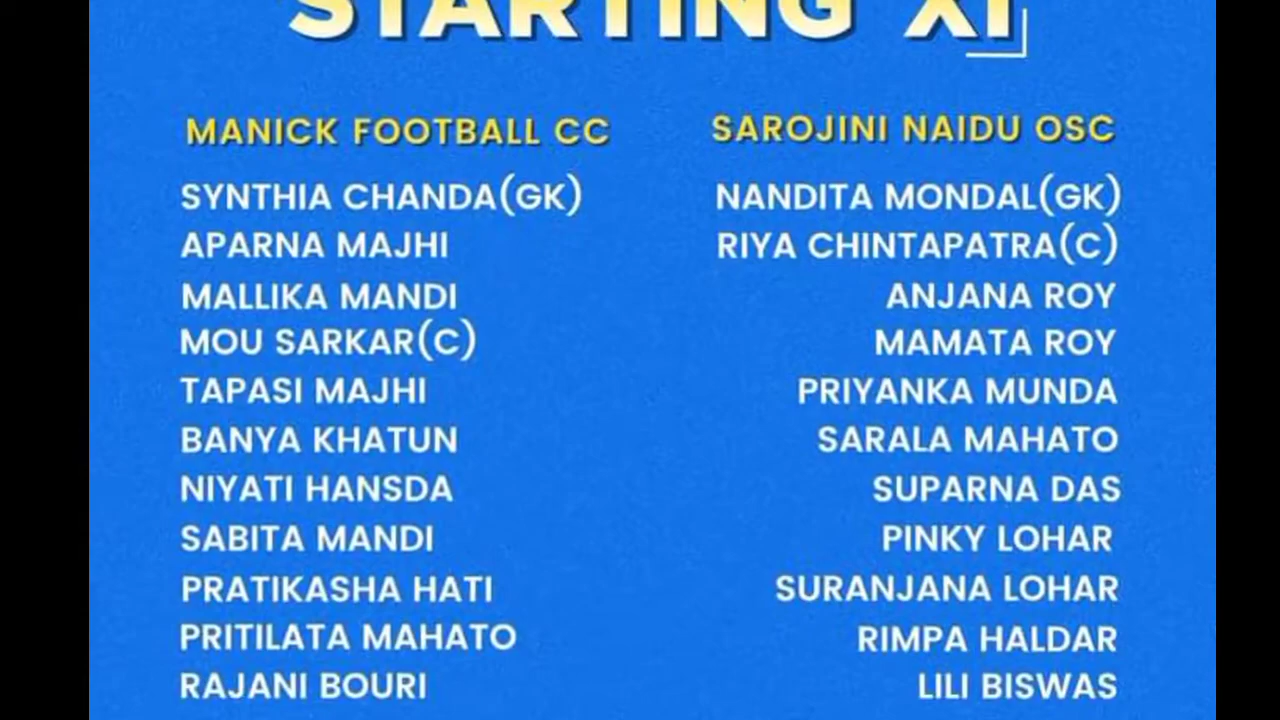 STARTING XI
MANICK FOOTBALL CC
SYNTHIA CHANDA(GK)
APARNA MAJHI
MALLIKA MANDI
MOU SARKAR(C)
TAPASI MAJHI
BANYA KHATUN
NIYATI HANSDA
SABITA MANDI
PRATIKASHA HATI
PRITILATA MAHATO
RAJANI BOURI
SAROJINI NAIDU OSC
NANDITA MONDAL(GK)
RIYA CHINTAPATRA(C)
ANJANA ROY
MAMATA ROY
PRIYANKA MUNDA
SARALA MAHATO
SUPARNA DAS
PINKY LOHAR
SURANJANA LOHAR
RIMPA HALDAR
LILI BISWAS